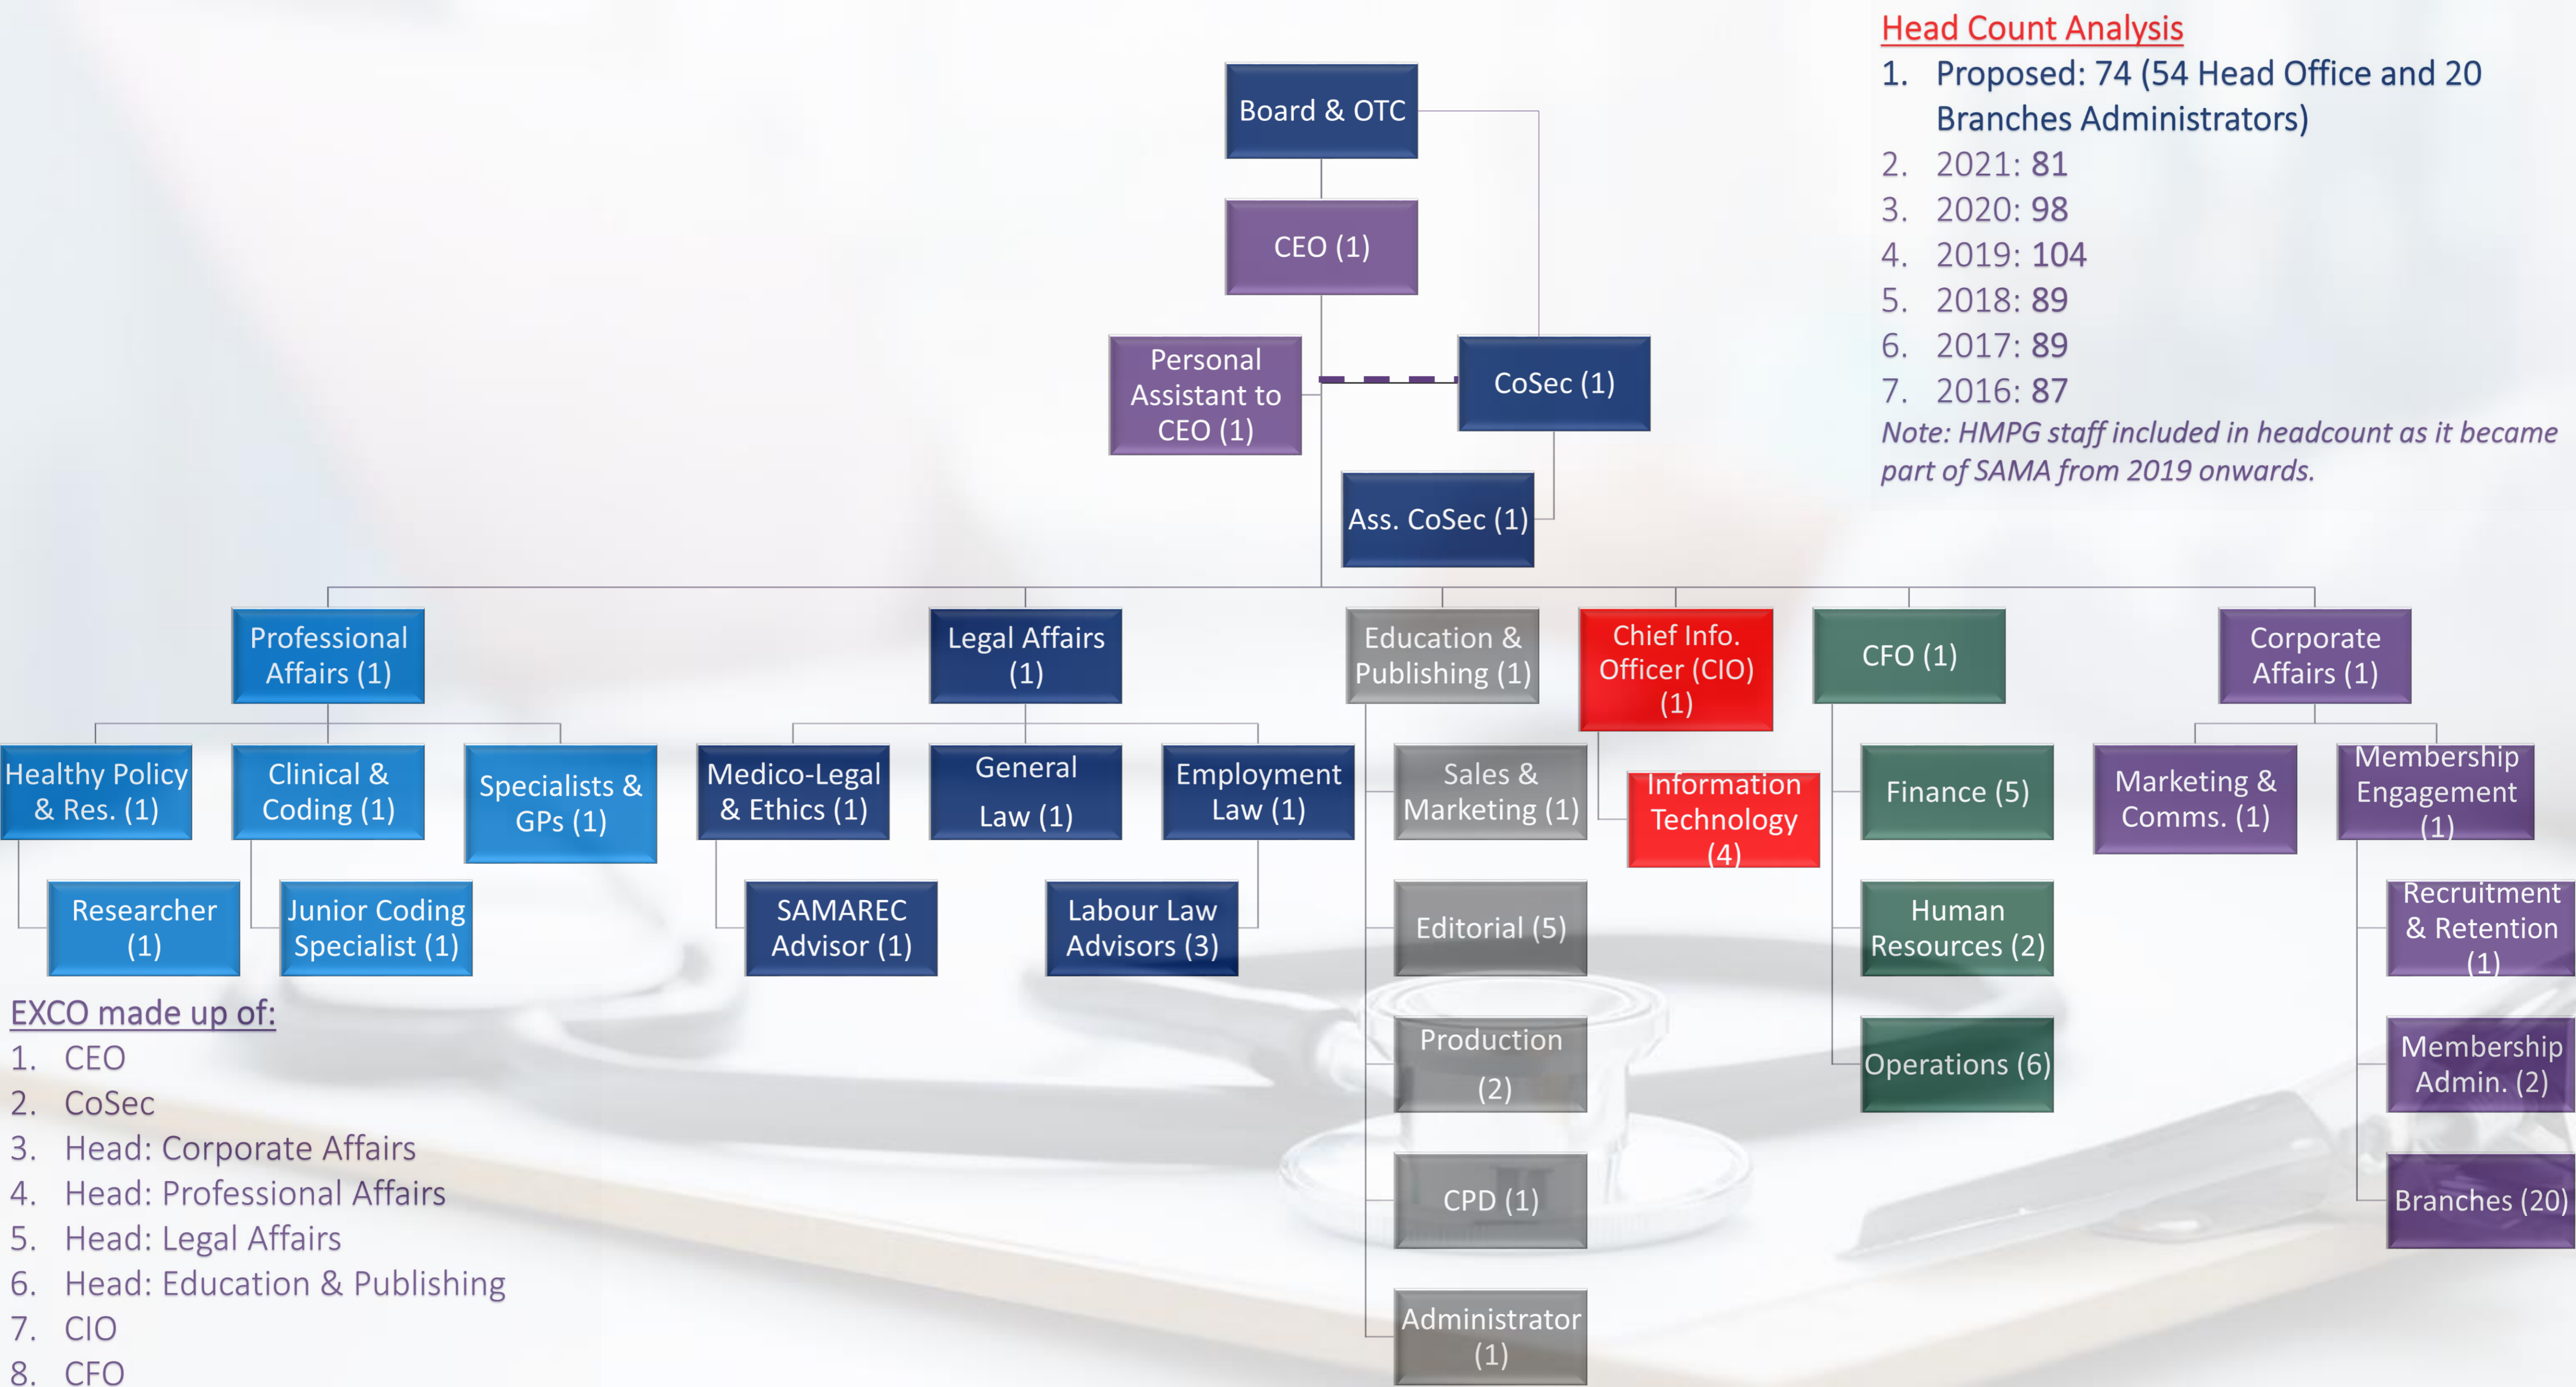 Head Count Analysis
1. Proposed: 74 (54 Head Office and 20
Branches Administrators)
2. 2021: 81
3. 2020: 98
4. 2019: 104
5. 2018: 89
6. 2017: 89
7. 2016: 87
Note: HMPG staff included in headcount as it became
part of SAMA from 2019 onwards.
Board & OTC
CEO (1)
Personal
Assistant to
CEO (1)
CoSec (1)
Ass. CoSec (1)
Professional
Affairs (1)
Healthy Policy
& Res. (1)
Researcher
(1)
Clinical &
Coding (1)
Junior Coding
Specialist (1)
Specialists &
GPs (1)
Legal Affairs
(1)
Medico-Legal
& Ethics (1)
SAMAREC
Advisor (1)
General
Law (1)
Employment
Law (1)
Labour Law
Advisors (3)
Education &
Publishing (1)
Sales &
Marketing (1)
Editorial (5)
Production
(2)
CPD (1)
Administrator
(1)
Chief Info.
Officer (CIO)
(1)
Information
Technology
(4)
CFO (1)
Finance (5)
Human
Resources (2)
Operations (6)
Corporate
Affairs (1)
Marketing &
Comms. (1)
Membership
Engagement
(1)
Recruitment
& Retention
(1)
Membership
Admin. (2)
Branches (20)
EXCO made up of:
1. CEO
2. CoSec
3. Head: Corporate Affairs
4. Head: Professional Affairs
5. Head: Legal Affairs
6. Head: Education & Publishing
7. CIO
8. CFO